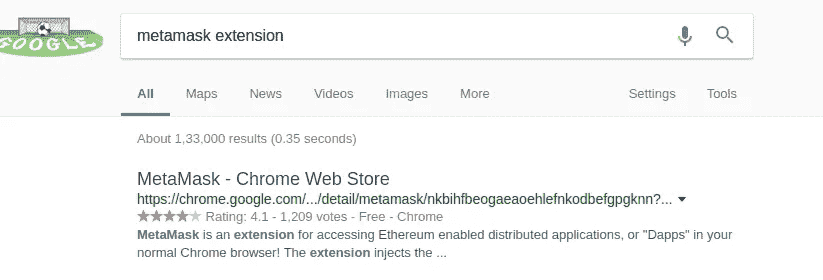 GOOGLE
metamask extension
All Maps News Videos Images More Settings Tools
About 1,33,000 results (0.35 seconds)
MetaMask - Chrome Web Store
https://chrome.google.com/.../detail/metamask/nkbihfbeogaeaoehlefnkodbefgpgknn?...
Rating: 4.1 - 1,209 votes - Free - Chrome
MetaMask is an extension for accessing Ethereum enabled distributed applications, or "Dapps" in your
normal Chrome browser! The extension injects the ...